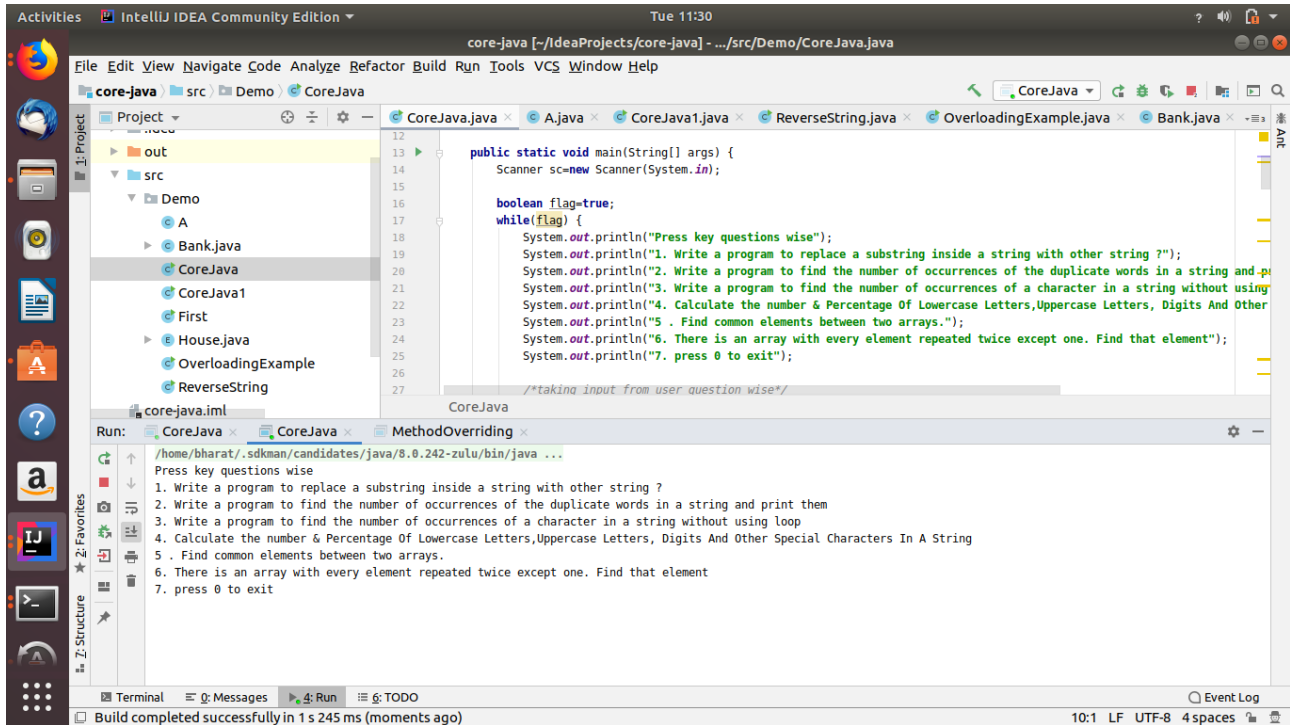 Activities IntelliJ IDEA Community Edition Tue 11:30 ?
core-java [~/IdeaProjects/core-java] - .../src/Demo/CoreJava.java
File Edit View Navigate Code Analyze Refactor Build Run Tools VCS Window Help
core-java src Demo CoreJava CoreJava
1: Project
Project
out
src
Demo
A
Bank.java
CoreJava
CoreJava1
First
House.java
OverloadingExample
ReverseString
core-java.iml
CoreJava.java A.java CoreJava1.java ReverseString.java OverloadingExample.java Bank.java 3
Ant
12
13 public static void main(String[] args) {
14 Scanner sc=new Scanner(System.in);
15
16 boolean flag=true;
17 while(flag) {
18 System.out.println("Press key questions wise");
19 System.out.println("1. Write a program to replace a substring inside a string with other string ?");
20 System.out.println("2. Write a program to find the number of occurrences of the duplicate words in a string and
21 System.out.println("3. Write a program to find the number of occurrences of a character in a string without using
22 System.out.println("4. Calculate the number & Percentage Of Lowercase Letters,Uppercase Letters, Digits And Other
23 System.out.println("5 . Find common elements between two arrays.");
24 System.out.println("6. There is an array with every element repeated twice except one. Find that element");
25 System.out.println("7. press 0 to exit");
26
27 /*taking input from user question wise*/
CoreJava
Run: CoreJava CoreJava MethodOverriding
/home/bharat/.sdkman/candidates/java/8.0.242-zulu/bin/java ...
Press key questions wise
1. Write a program to replace a substring inside a string with other string ?
2. Write a program to find the number of occurrences of the duplicate words in a string and print them
3. Write a program to find the number of occurrences of a character in a string without using loop
4. Calculate the number & Percentage Of Lowercase Letters,Uppercase Letters, Digits And Other Special Characters In A String
5 . Find common elements between two arrays.
6. There is an array with every element repeated twice except one. Find that element
7. press 0 to exit
2: Favorites
7: Structure
a
IJ
A
Terminal 0: Messages 4: Run 6: TODO Event Log
Build completed successfully in 1 s 245 ms (moments ago) 10:1 LF UTF-8 4 spaces